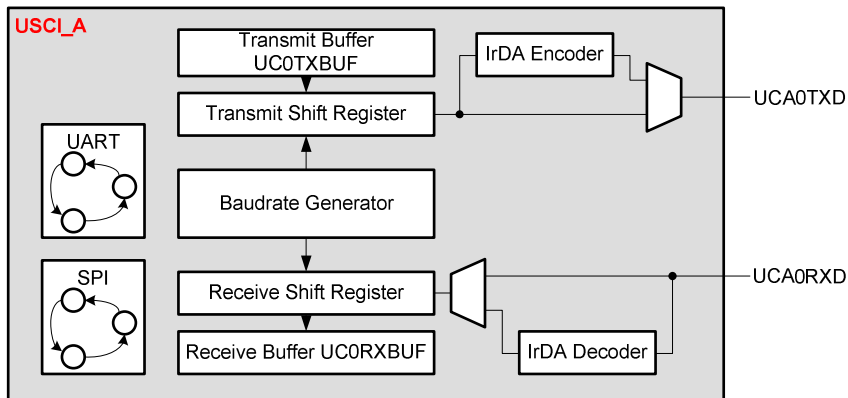 USCI_A
Transmit Buffer
UC0TXBUF
IrDA Encoder
Transmit Shift Register
UCA0TXD
UART
Baudrate Generator
SPI
Receive Shift Register
UCA0RXD
Receive Buffer UC0RXBUF
IrDA Decoder